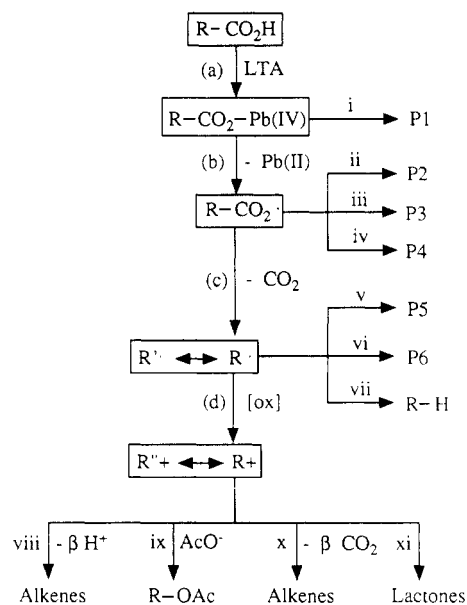 R–CO₂H
(a) LTA
R–CO₂–Pb(IV) i P1
(b) - Pb(II)
ii P2
R–CO₂· iii P3
iv P4
(c) - CO₂
v P5
R'· R· vi P6
vii R–H
(d) [ox]
R''+ R+
viii - β H⁺ ix AcO⁻ x - β CO₂ xi
Alkenes R–OAc Alkenes Lactones